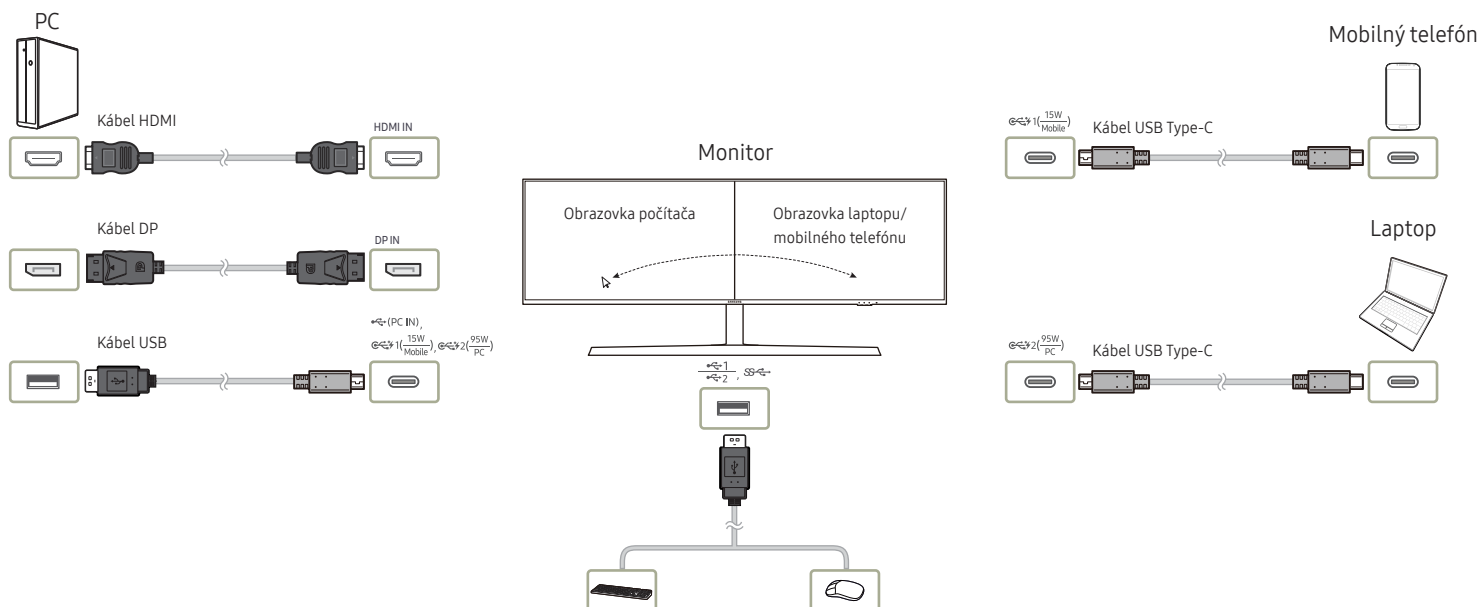 PC
Kábel HDMI
HDMI IN
Kábel DP
DP IN
Kábel USB
(PC IN),
1(15W/Mobile), 2(95W/PC)
Monitor
Obrazovka počítača
Obrazovka laptopu/
mobilného telefónu
SAMSUNG
1
2, SS
Mobilný telefón
1(15W/Mobile)
Kábel USB Type-C
Laptop
2(95W/PC)
Kábel USB Type-C